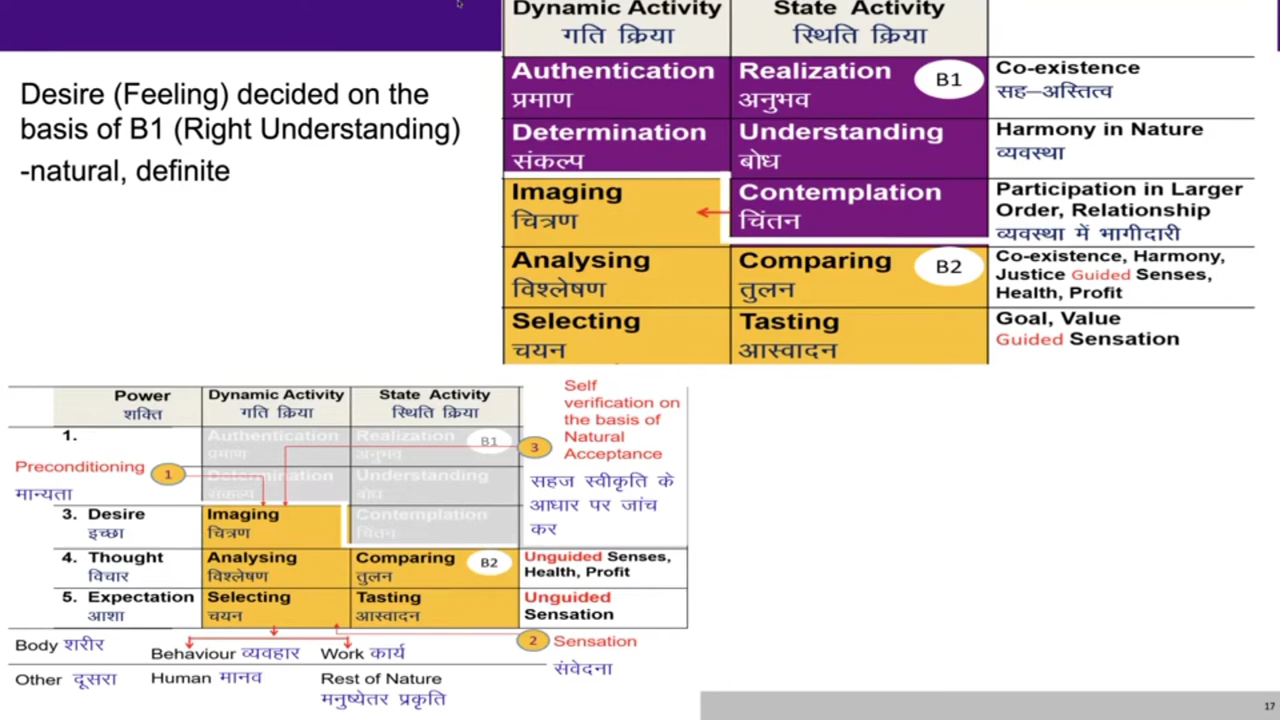 Desire (Feeling) decided on the
basis of B1 (Right Understanding)
-natural, definite
Dynamic Activity
गति क्रिया
State Activity
स्थिति क्रिया
Authentication
प्रमाण
Realization
अनुभव
B1
Co-existence
सह–अस्तित्व
Determination
संकल्प
Understanding
बोध
Harmony in Nature
व्यवस्था
Imaging
चित्रण
Contemplation
चिंतन
Participation in Larger
Order, Relationship
व्यवस्था में भागीदारी
Analysing
विश्लेषण
Comparing
तुलन
B2
Co-existence, Harmony,
Justice Guided Senses,
Health, Profit
Selecting
चयन
Tasting
आस्वादन
Goal, Value
Guided Sensation
Power
शक्ति
Dynamic Activity
गति क्रिया
State Activity
स्थिति क्रिया
Self
verification on
the basis of
Natural
Acceptance
सहज स्वीकृति के
आधार पर जांच
कर
3
1.
Authentication
प्रमाण
Realization
अनुभव
B1
Preconditioning
मान्यता
1
Determination
संकल्प
Understanding
बोध
3. Desire
इच्छा
Imaging
चित्रण
Contemplation
चिंतन
4. Thought
विचार
Analysing
विश्लेषण
Comparing
तुलन
B2
Unguided Senses,
Health, Profit
5. Expectation
आशा
Selecting
चयन
Tasting
आस्वादन
Unguided
Sensation
Body शरीर
Behaviour व्यवहार
Work कार्य
2
Sensation
संवेदना
Other दूसरा
Human मानव
Rest of Nature
मनुष्येतर प्रकृति
17